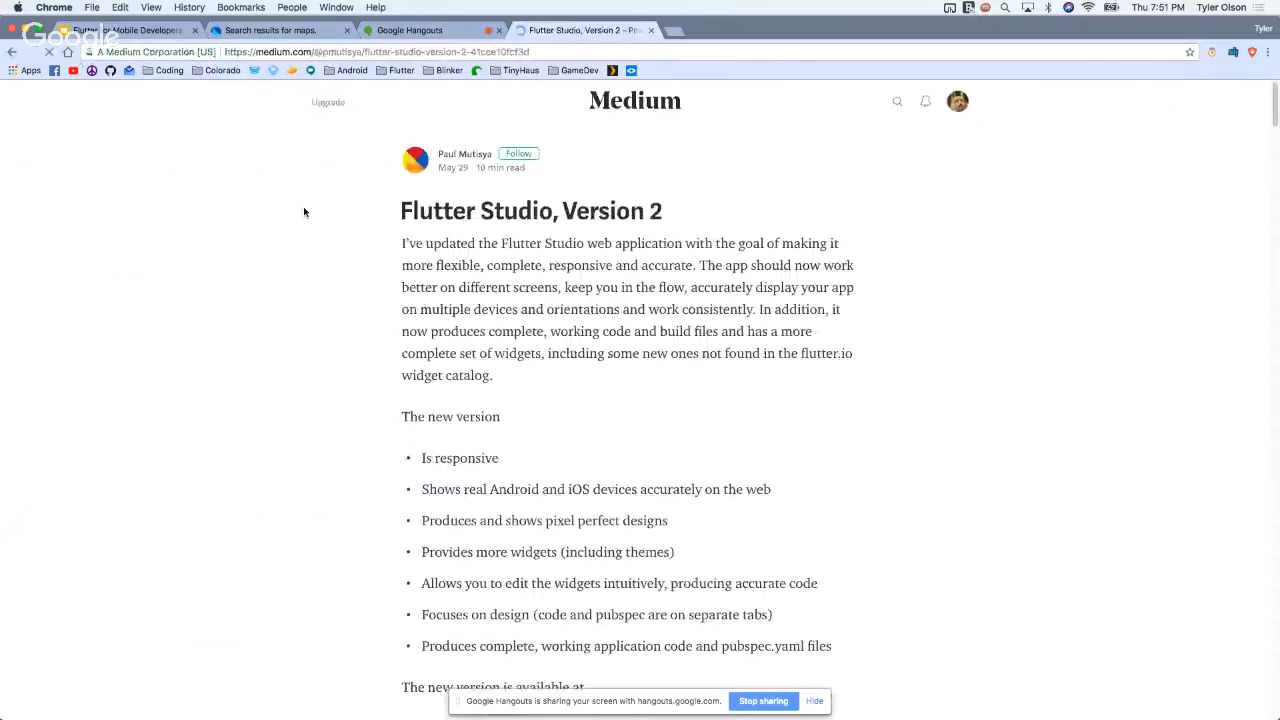 Chrome File Edit View History Bookmarks People Window Help Thu 7:51 PM Tyler Olson
Google
Flutter for Mobile Developers Search results for maps. Google Hangouts Flutter Studio, Version 2 – P Tyler
A Medium Corporation [US] https://medium.com/@pmutisya/flutter-studio-version-2-41cce10fcf3d
Apps Coding Colorado Android Flutter Blinker TinyHaus GameDev
Upgrade Medium
Paul Mutisya Follow
May 29 10 min read
Flutter Studio, Version 2
I’ve updated the Flutter Studio web application with the goal of making it
more flexible, complete, responsive and accurate. The app should now work
better on different screens, keep you in the flow, accurately display your app
on multiple devices and orientations and work consistently. In addition, it
now produces complete, working code and build files and has a more
complete set of widgets, including some new ones not found in the flutter.io
widget catalog.
The new version
• Is responsive
• Shows real Android and iOS devices accurately on the web
• Produces and shows pixel perfect designs
• Provides more widgets (including themes)
• Allows you to edit the widgets intuitively, producing accurate code
• Focuses on design (code and pubspec are on separate tabs)
• Produces complete, working application code and pubspec.yaml files
The new version is available at
Google Hangouts is sharing your screen with hangouts.google.com. Stop sharing Hide